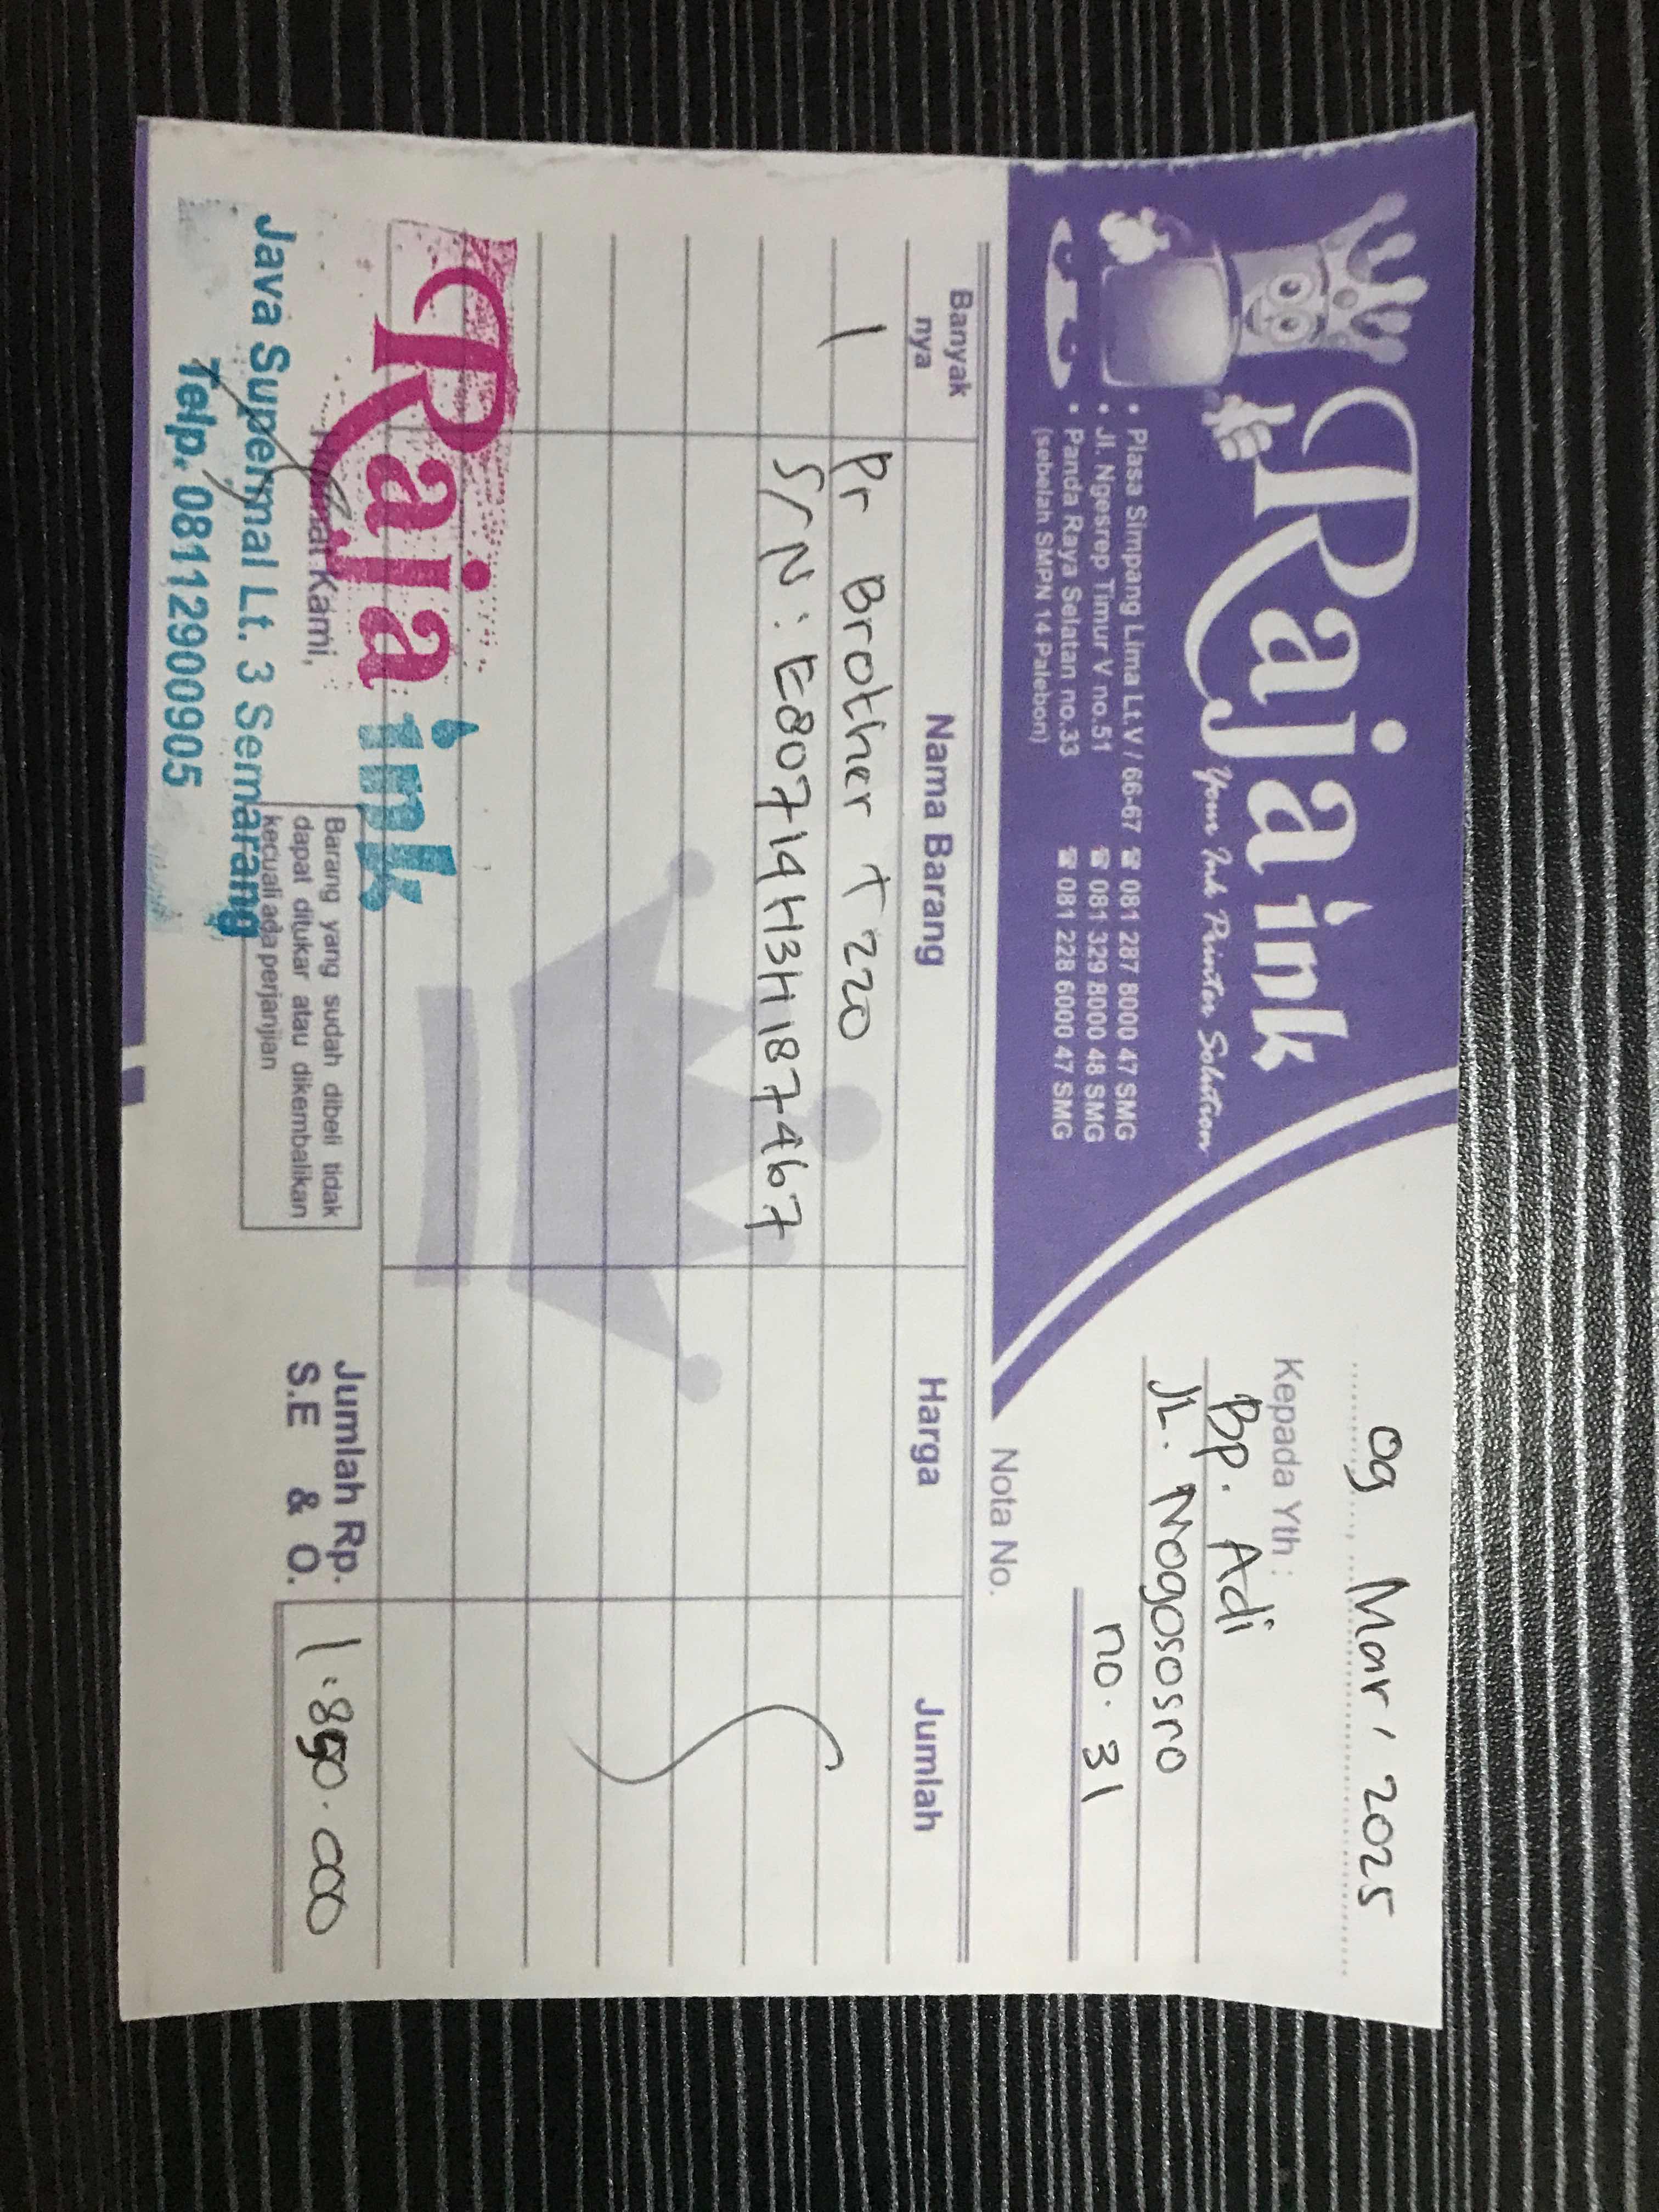 Raja ink
Your Ink Printer Solution
• Plasa Simpang Lima Lt.V / 66-67 ☎ 081 287 8000 47 SMG
• Jl. Ngesrep Timur V no.51 ☎ 081 329 8000 48 SMG
• Panda Raya Selatan no.33 ☎ 081 228 6000 47 SMG
(sebelah SMPN 14 Palebon)
09 Mar, 2025
Kepada Yth :
Bp. Adi
JL. Nogososro
no. 31
Nota No.
Banyak nya Nama Barang Harga Jumlah
1 Pr Brother T220
S/N : E80714H3H187467
Jumlah Rp. 1.850.000
S.E & O.
Kami,
Barang yang sudah dibeli tidak
dapat ditukar atau dikembalikan
kecuali ada perjanjian
Raja ink
Java Supermal Lt. 3 Semarang
Telp. 08112900905